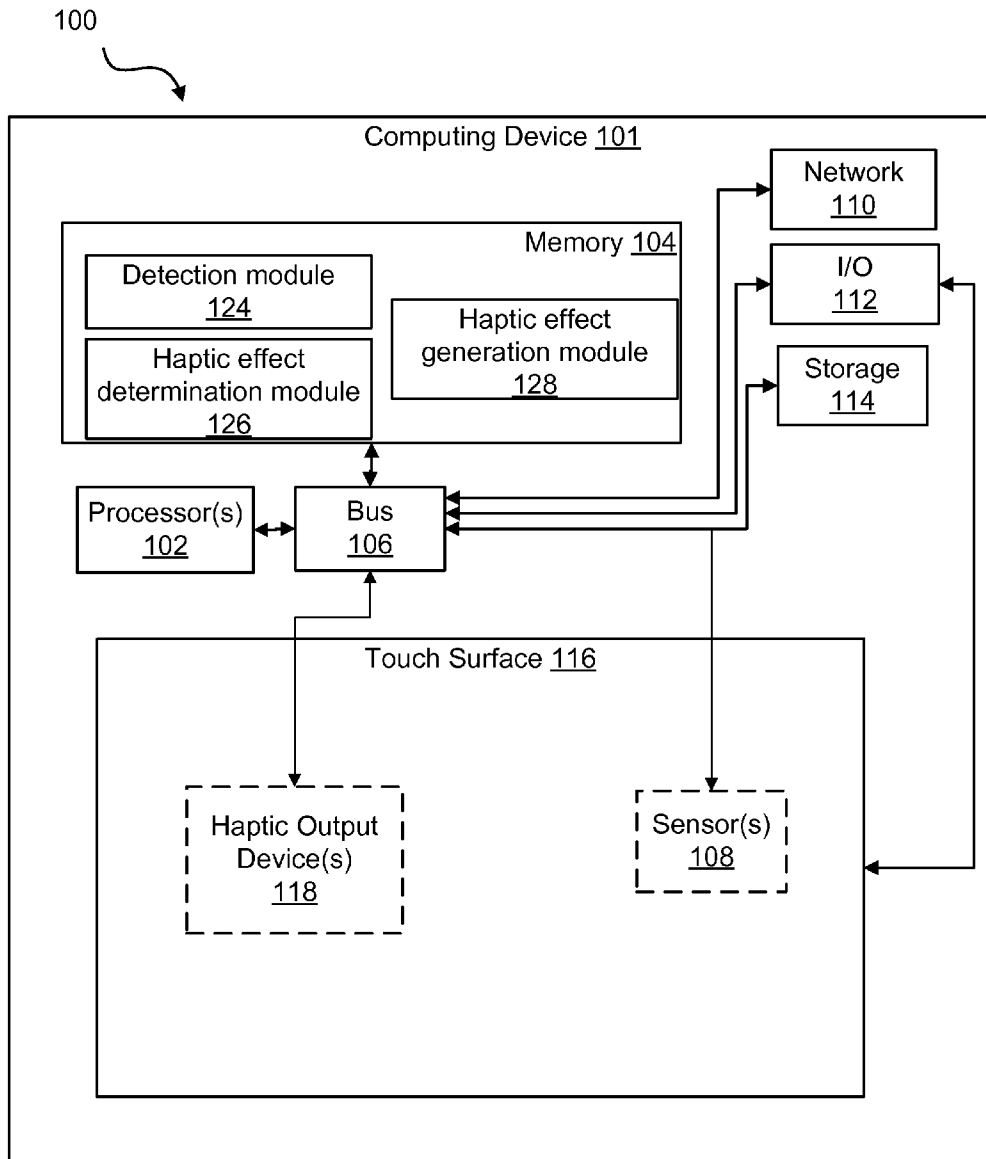 100
Computing Device 101
Network
110
Memory 104
I/O
112
Detection module
124
Haptic effect
generation module
128
Haptic effect
determination module
126
Storage
114
Processor(s)
102
Bus
106
Touch Surface 116
Haptic Output
Device(s)
118
Sensor(s)
108